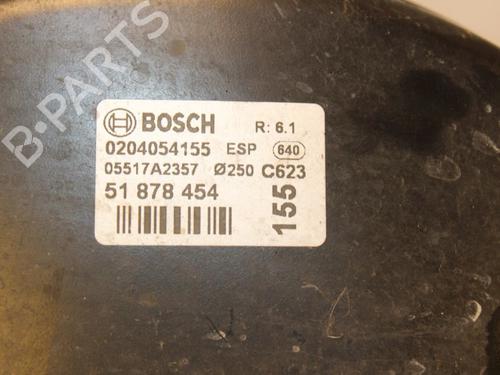 BOSCH R: 6.1
0204054155 ESP 640
05517A2357 Ø250 C623
51 878 454
155
B-PARTS